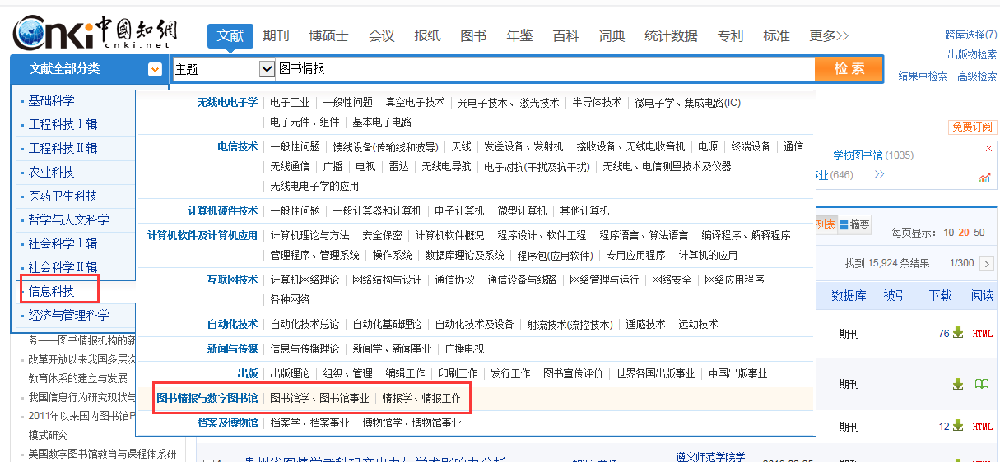 cnki 中国知網
cnki.net
文献 期刊 博硕士 会议 报纸 图书 年鉴 百科 词典 统计数据 专利 标准 更多>>
跨库选择(7)
出版物检索
文献全部分类 主题 图书情报 检 索
结果中检索 高级检索
基础科学
工程科技Ⅰ辑
工程科技Ⅱ辑
农业科技
医药卫生科技
哲学与人文科学
社会科学Ⅰ辑
社会科学Ⅱ辑
信息科技
经济与管理科学
务——图书情报机构的新
改革开放以来我国多层次
教育体系的建立与发展
我国信息行为研究现状与
2011年以来国内图书馆
模式研究
美国数字图书馆教育与课程体系研
无线电电子学 电子工业 一般性问题 真空电子技术 光电子技术、激光技术 半导体技术 微电子学、集成电路(IC)
电子元件、组件 基本电子电路
电信技术 一般性问题 馈线设备(传输线和波导) 天线 发送设备、发射机 接收设备、无线电收音机 电源 终端设备 通信
无线通信 广播 电视 雷达 无线电导航 电子对抗(干扰及抗干扰) 无线电、电信测量技术及仪器
无线电电子学的应用
计算机硬件技术 一般性问题 一般计算器和计算机 电子计算机 微型计算机 其他计算机
计算机软件及计算机应用 计算机理论与方法 安全保密 计算机软件概况 程序设计、软件工程 程序语言、算法语言 编译程序、解释程序
管理程序、管理系统 操作系统 数据库理论及系统 程序包(应用软件) 专用应用程序 计算机的应用
互联网技术 计算机网络理论 网络结构与设计 通信协议 通信设备与线路 网络管理与运行 网络安全 网络应用程序
各种网络
自动化技术 自动化技术总论 自动化基础理论 自动化技术及设备 射流技术(流控技术) 遥感技术 远动技术
新闻与传媒 信息与传播理论 新闻学、新闻事业 广播电视
出版 出版理论 组织、管理 编辑工作 印刷工作 发行工作 图书宣传评价 世界各国出版事业 中国出版事业
图书情报与数字图书馆 图书馆学、图书馆事业 情报学、情报工作
档案及博物馆 档案学、档案事业 博物馆学、博物馆事业
免费订阅
学校图书馆 (1035)
业 (646) >>
列表 摘要 每页显示: 10 20 50
找到 15,924 条结果 1/300 >
数据库 被引 下载 阅读
期刊 76 HTML
期刊
期刊 12 HTML
遵义师范学院学